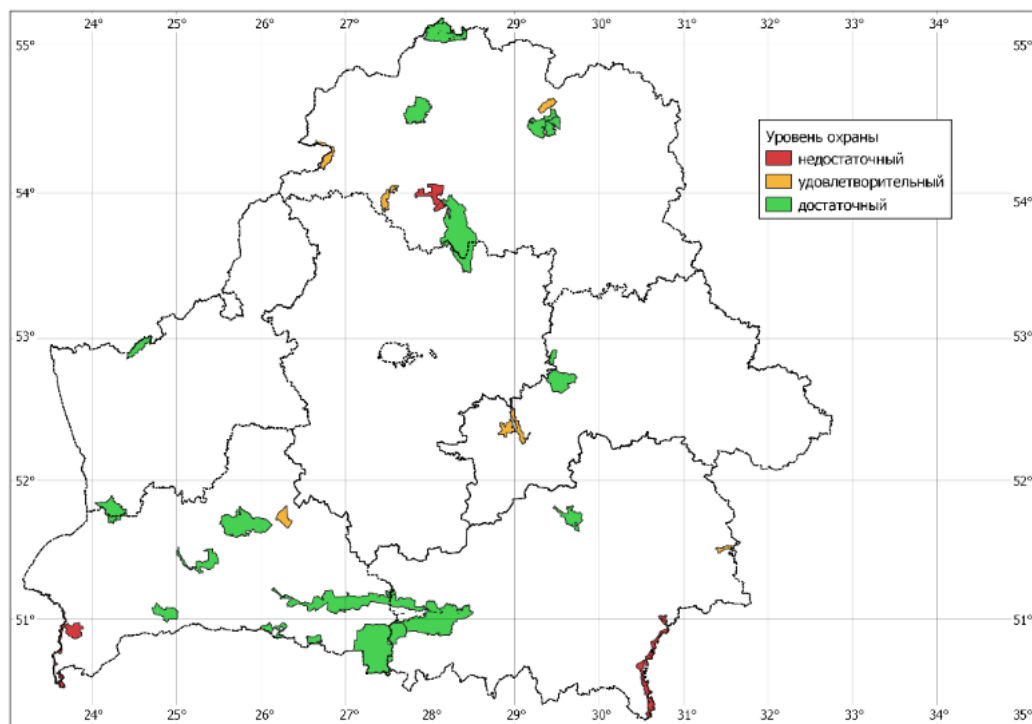 24° 25° 26° 27° 28° 29° 30° 31° 32° 33° 34°
55° 55°
Уровень охраны
недостаточный
удовлетворительный
достаточный
54° 54°
53° 53°
52° 52°
51° 51°
24° 25° 26° 27° 28° 29° 30° 31° 32° 33° 34° 35°